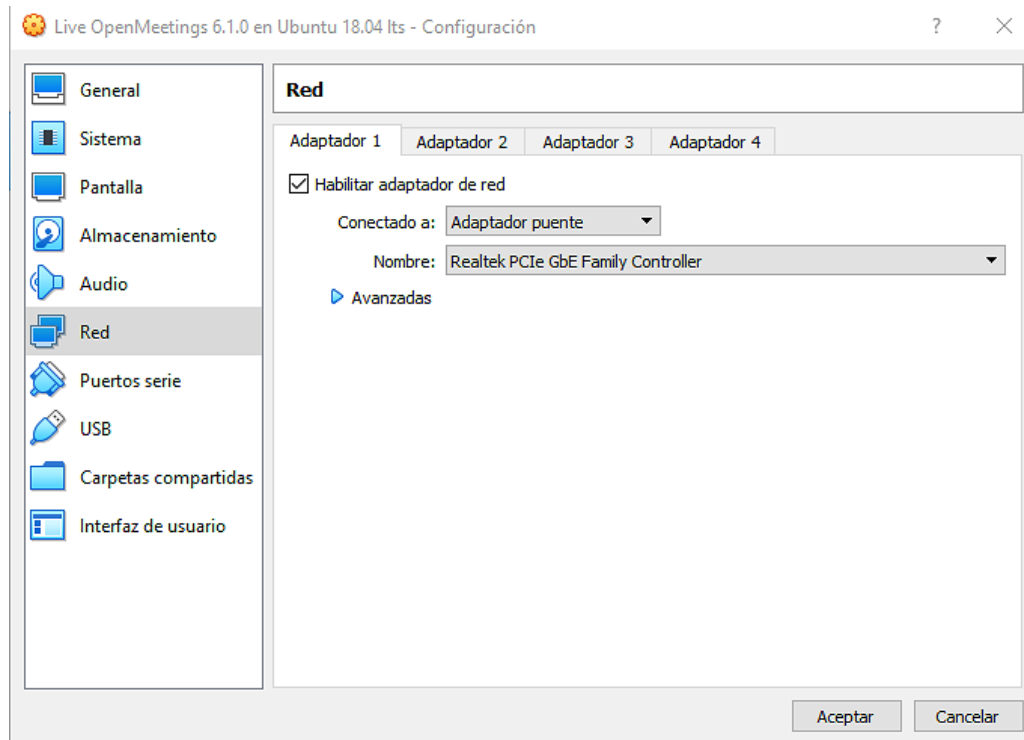 Live OpenMeetings 6.1.0 en Ubuntu 18.04 lts - Configuración
?
General
Sistema
Pantalla
Almacenamiento
Audio
Red
Puertos serie
USB
Carpetas compartidas
Interfaz de usuario
Red
Adaptador 1 Adaptador 2 Adaptador 3 Adaptador 4
Habilitar adaptador de red
Conectado a: Adaptador puente
Nombre: Realtek PCIe GbE Family Controller
Avanzadas
Aceptar Cancelar